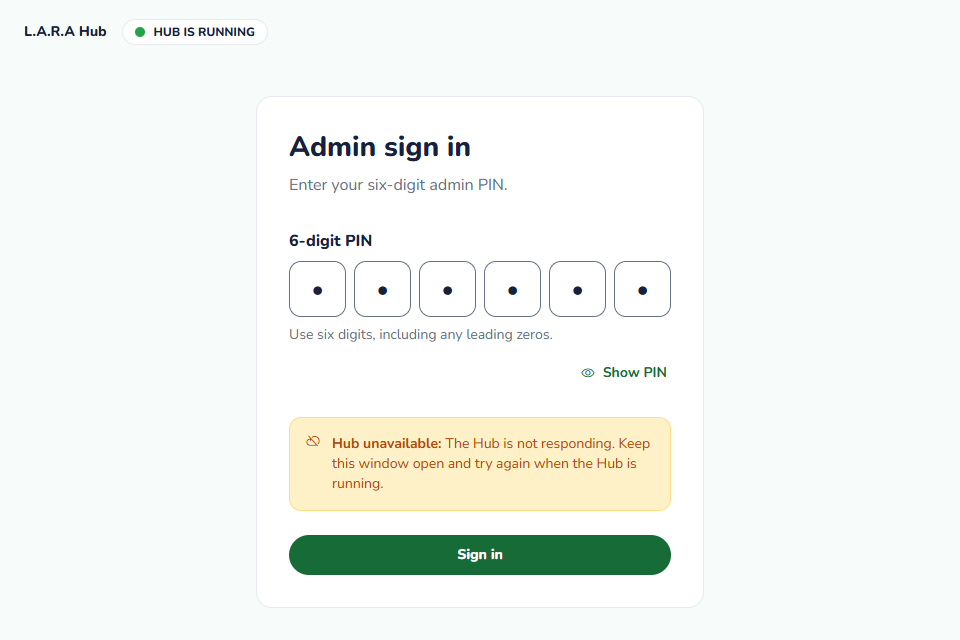 L.A.R.A Hub
HUB IS RUNNING
Admin sign in
Enter your six-digit admin PIN.
6-digit PIN
Use six digits, including any leading zeros.
Show PIN
Hub unavailable: The Hub is not responding. Keep
this window open and try again when the Hub is
running.
Sign in